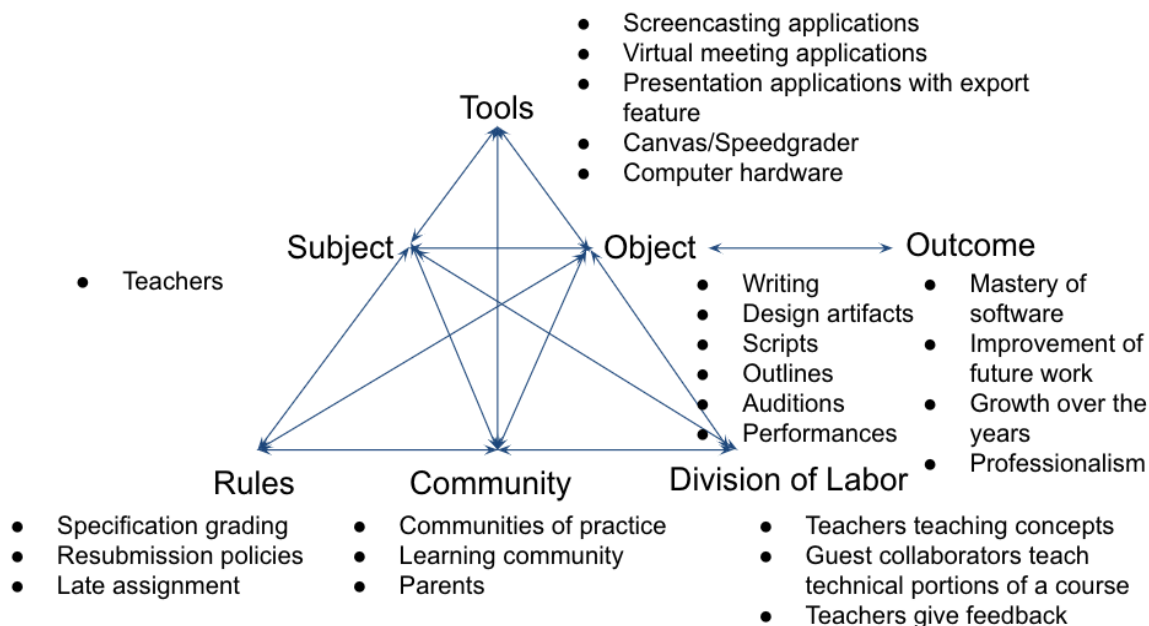 ● Screencasting applications
● Virtual meeting applications
● Presentation applications with export
feature
● Canvas/Speedgrader
● Computer hardware
Tools
Subject
● Teachers
Object
● Writing
● Design artifacts
● Scripts
● Outlines
● Auditions
● Performances
Outcome
● Mastery of
software
● Improvement of
future work
● Growth over the
years
● Professionalism
Rules
● Specification grading
● Resubmission policies
● Late assignment
Community
● Communities of practice
● Learning community
● Parents
Division of Labor
● Teachers teaching concepts
● Guest collaborators teach
technical portions of a course
● Teachers give feedback